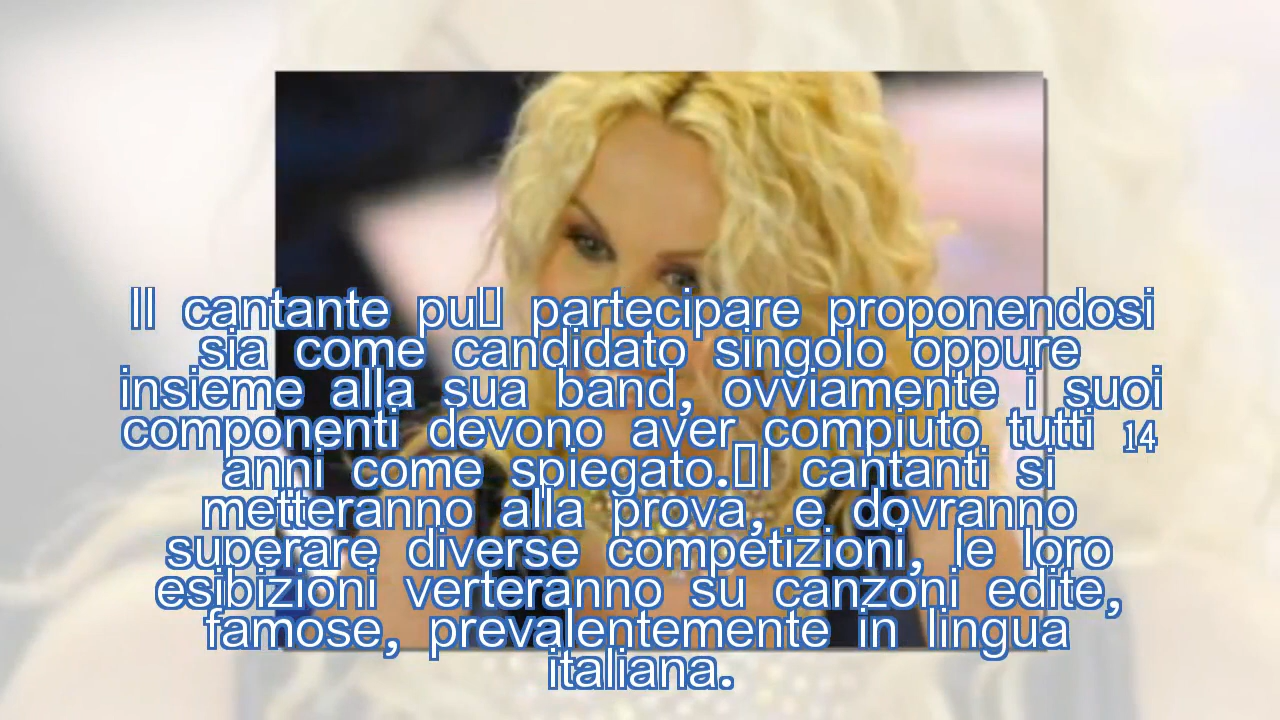 Il cantante pu▯ partecipare proponendosi
sia come candidato singolo oppure
insieme alla sua band, ovviamente i suoi
componenti devono aver compiuto tutti 14
anni come spiegato.▯I cantanti si
metteranno alla prova, e dovranno
superare diverse competizioni, le loro
esibizioni verteranno su canzoni edite,
famose, prevalentemente in lingua
italiana.